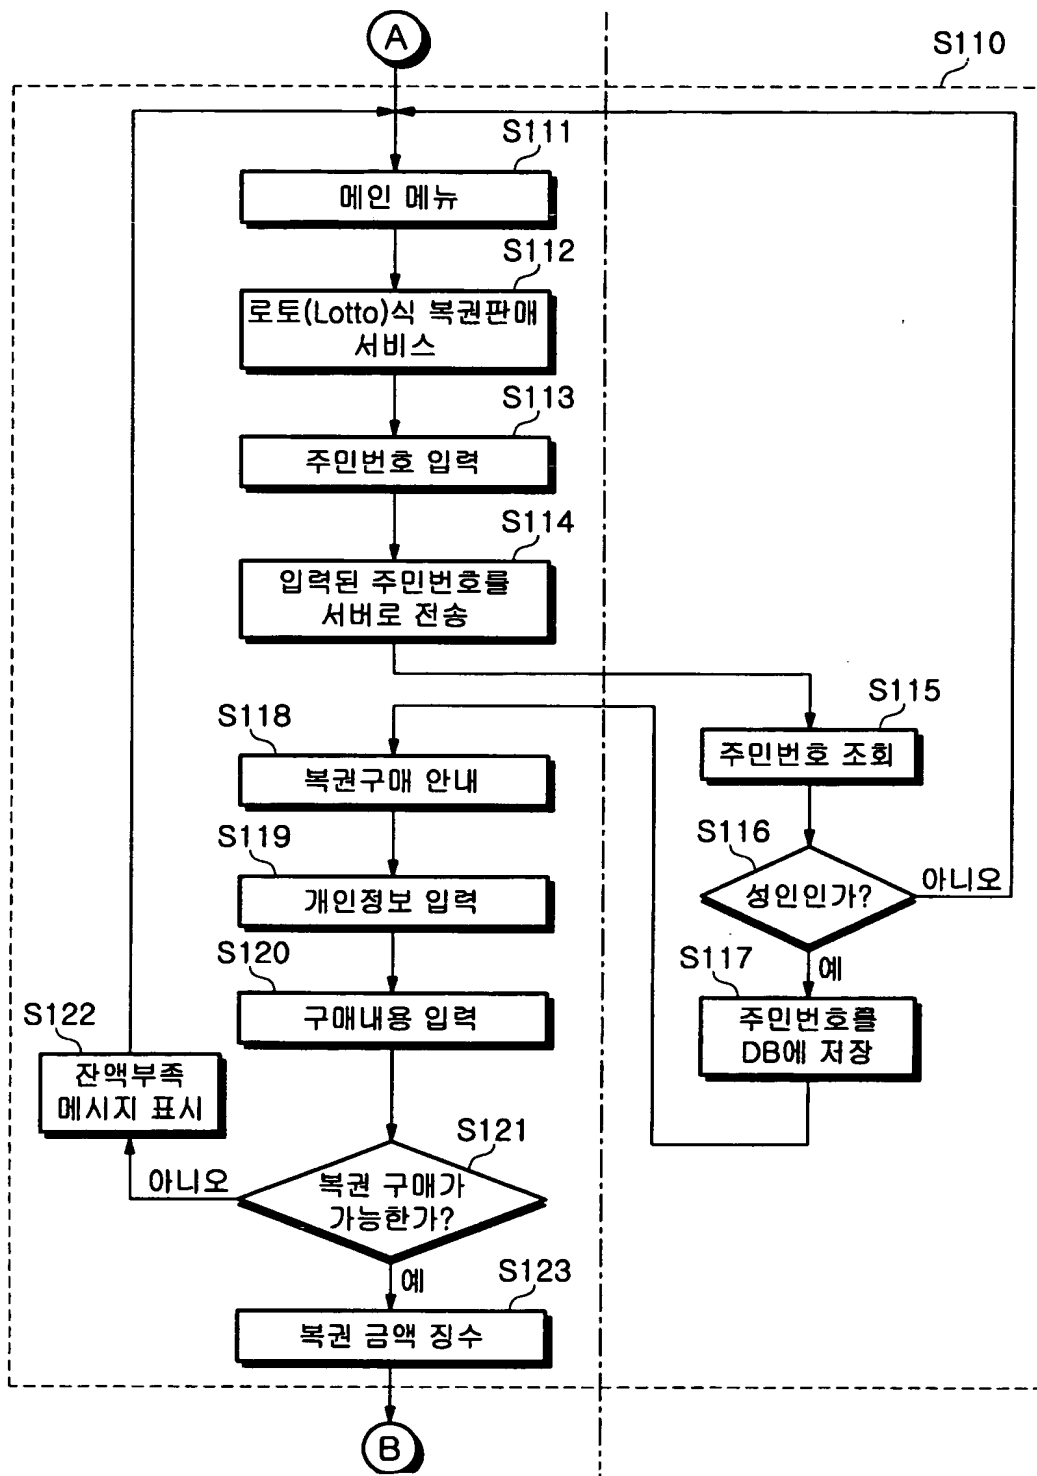 A
S110
S111
메인 메뉴
S112
로토(Lotto)식 복권판매
서비스
S113
주민번호 입력
S114
입력된 주민번호를
서버로 전송
S115
주민번호 조회
S116
성인인가?
아니오
예
S117
주민번호를
DB에 저장
S118
복권구매 안내
S119
개인정보 입력
S120
구매내용 입력
S121
복권 구매가
가능한가?
아니오
S122
잔액부족
메시지 표시
예
S123
복권 금액 징수
B